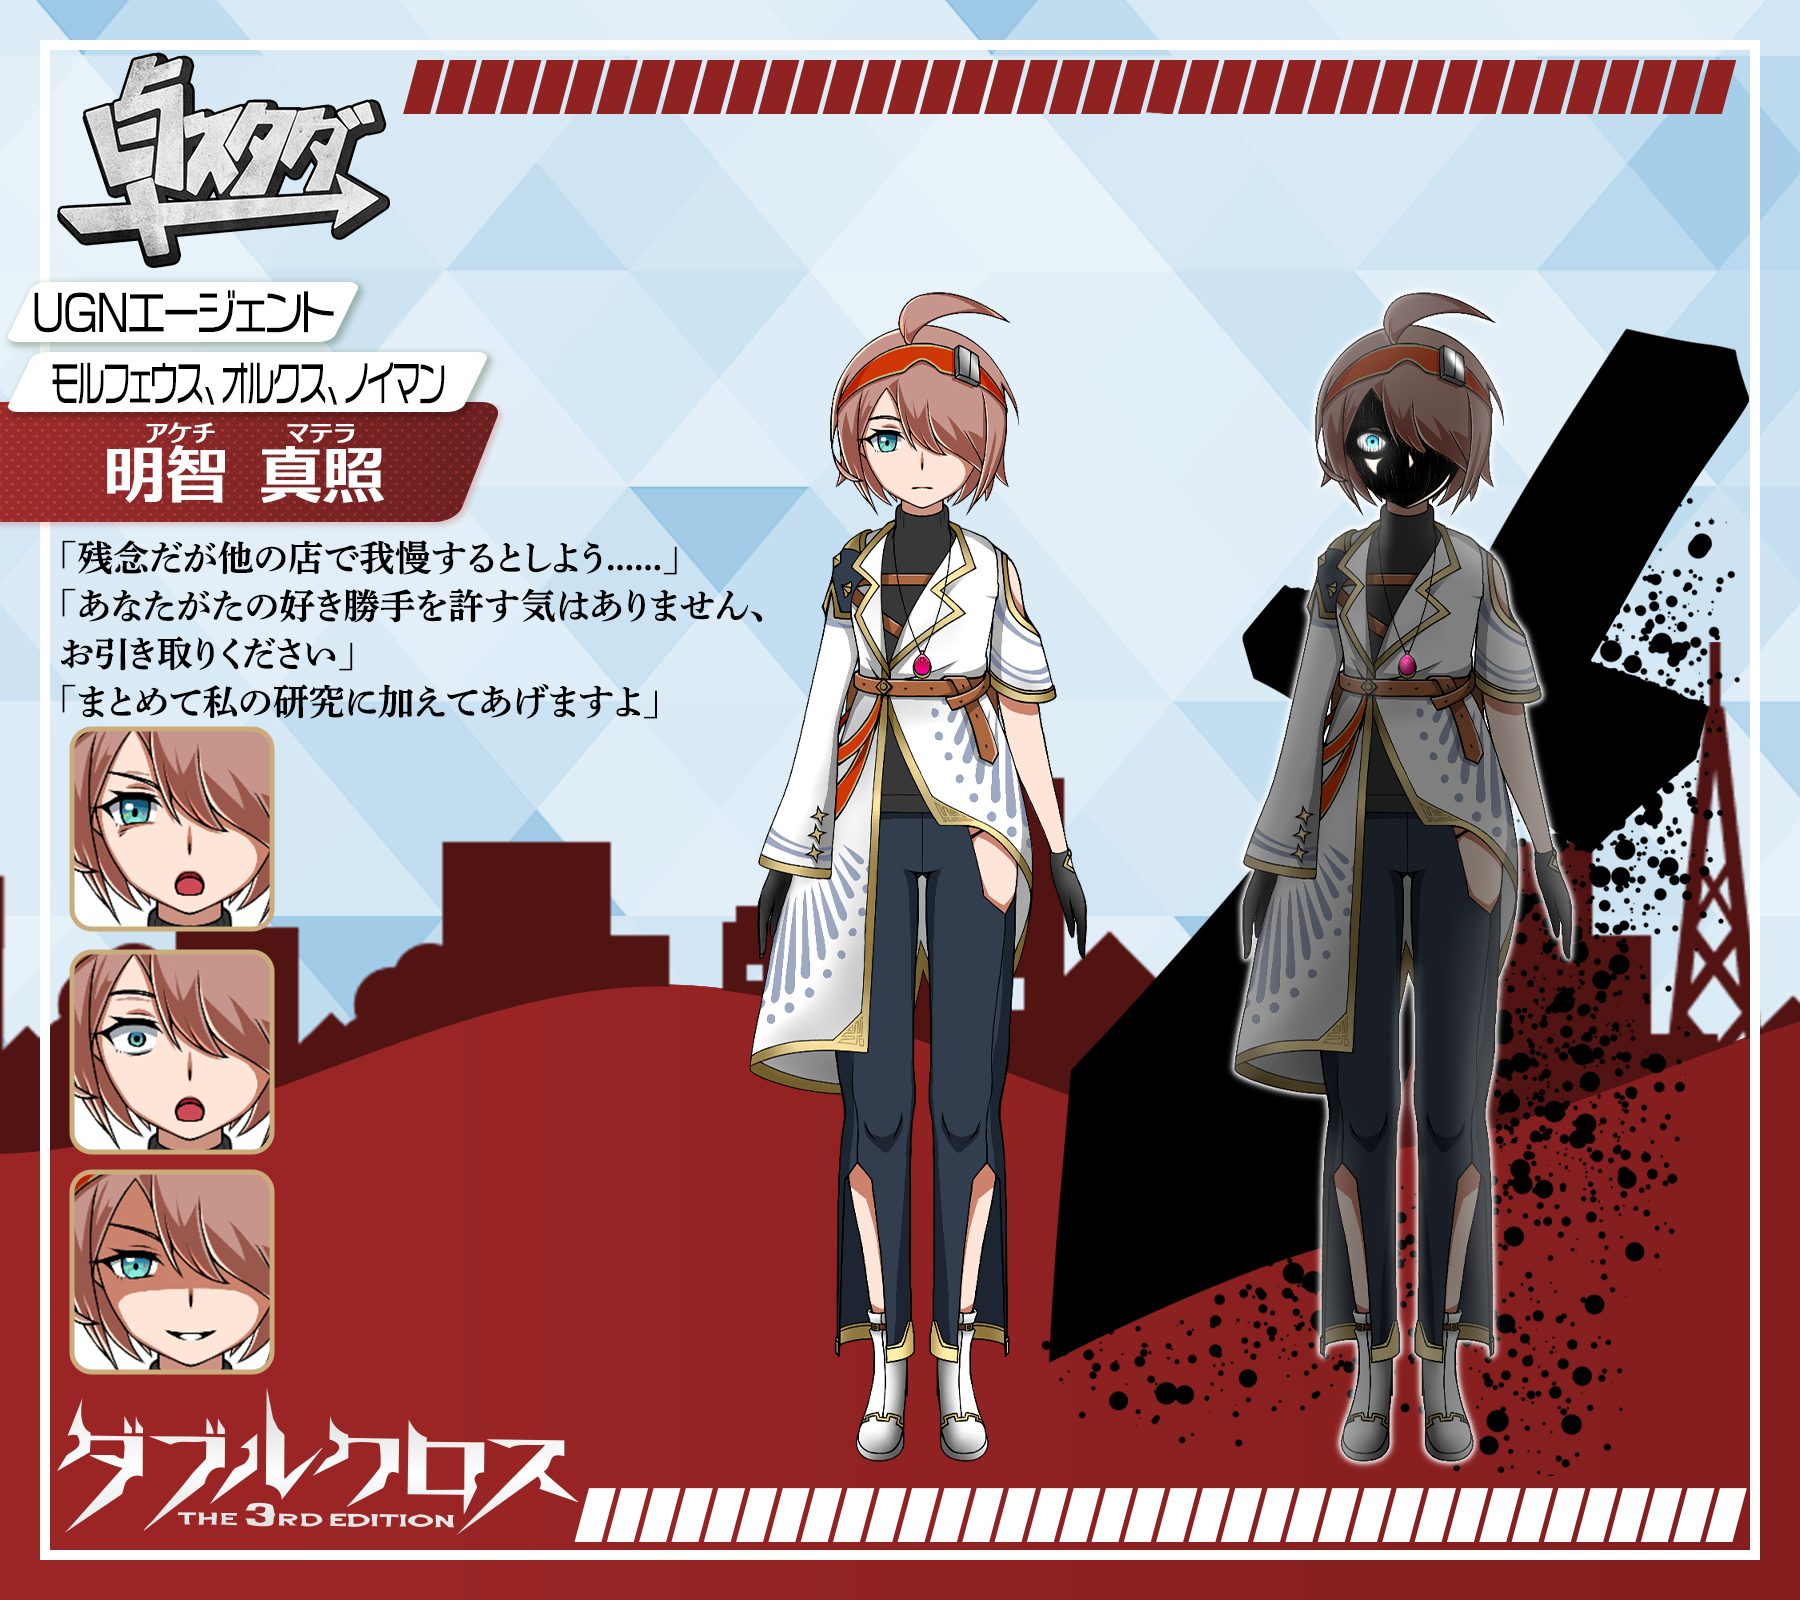 卓スタダ
UGNエージェント
モルフェウス、オルクス、ノイマン
アケチ マテラ
明智 真照
「残念だが他の店で我慢するとしよう……」
「あなたがたの好き勝手を許す気はありません、
お引き取りください」
「まとめて私の研究に加えてあげますよ」
ダブルクロス
THE 3RD EDITION